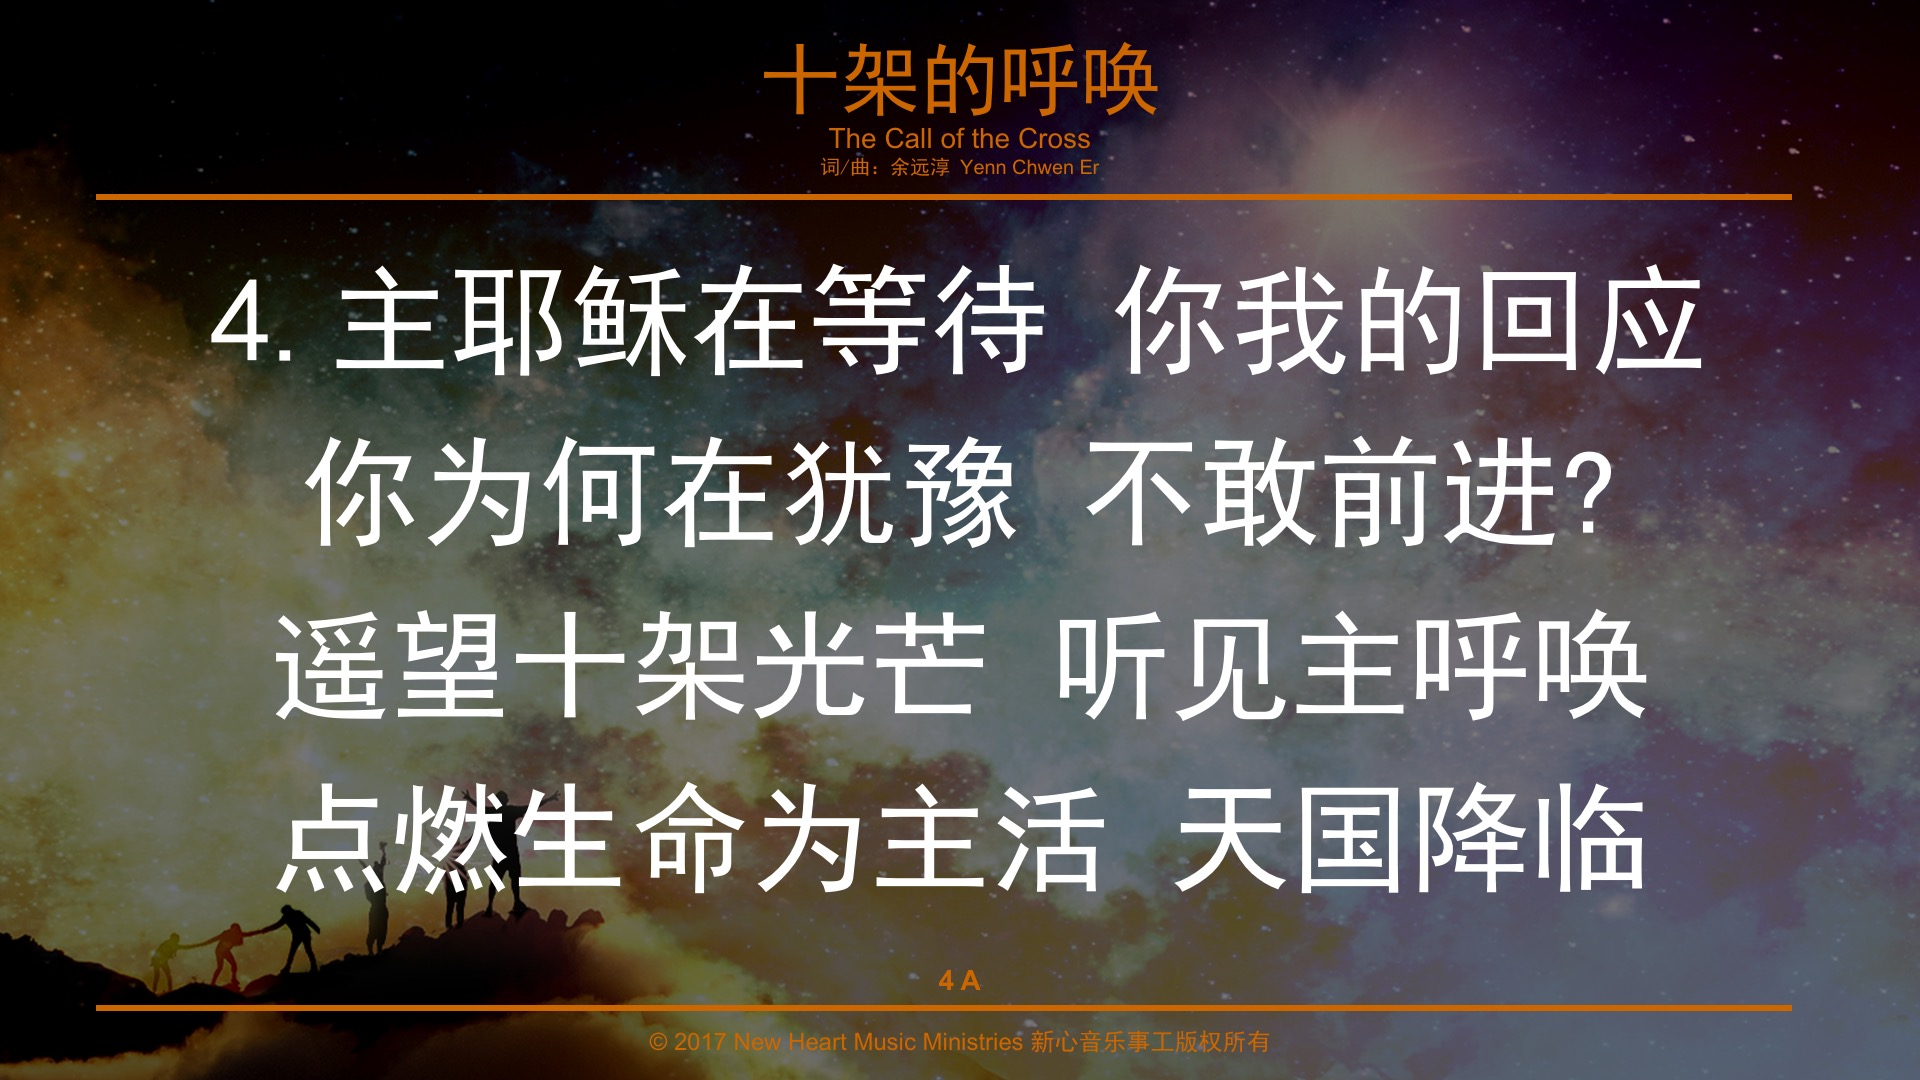 十架的呼唤
The Call of the Cross
词/曲：余远淳 Yenn Chwen Er
4. 主耶稣在等待 你我的回应
你为何在犹豫 不敢前进?
遥望十架光芒 听见主呼唤
点燃生命为主活 天国降临
4 A
© 2017 New Heart Music Ministries 新心音乐事工版权所有